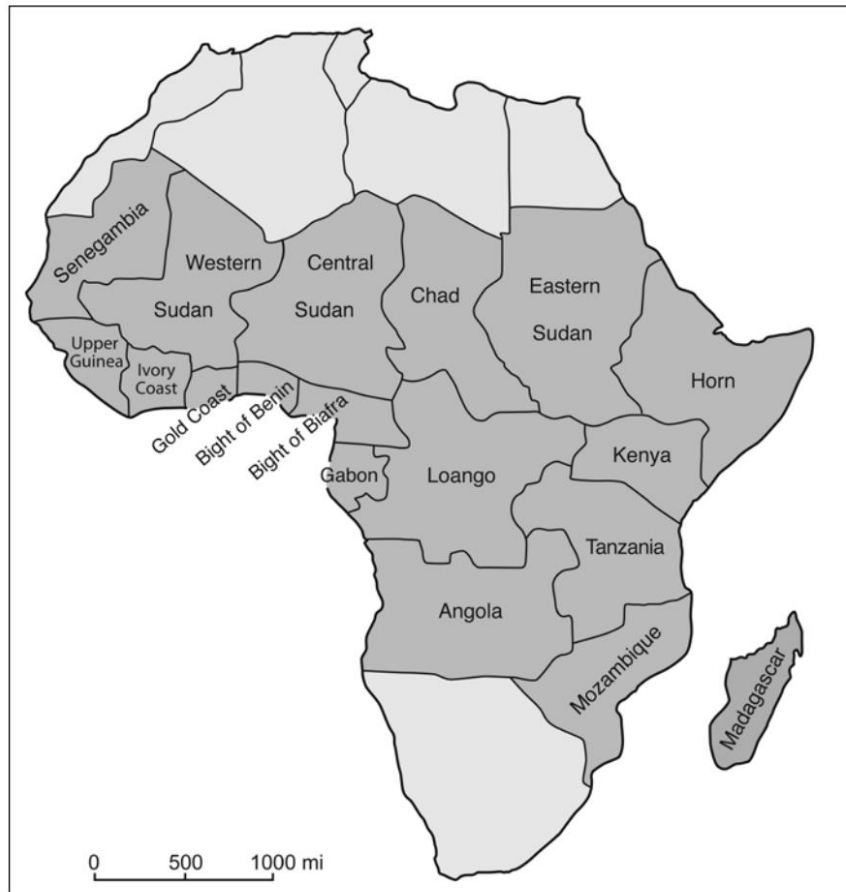 Senegambia
Western
Sudan
Central
Sudan
Chad
Eastern
Sudan
Upper
Guinea
Ivory
Coast
Gold Coast
Bight of Benin
Bight of Biafra
Horn
Gabon
Loango
Kenya
Tanzania
Angola
Mozambique
Madagascar
0 500 1000 mi